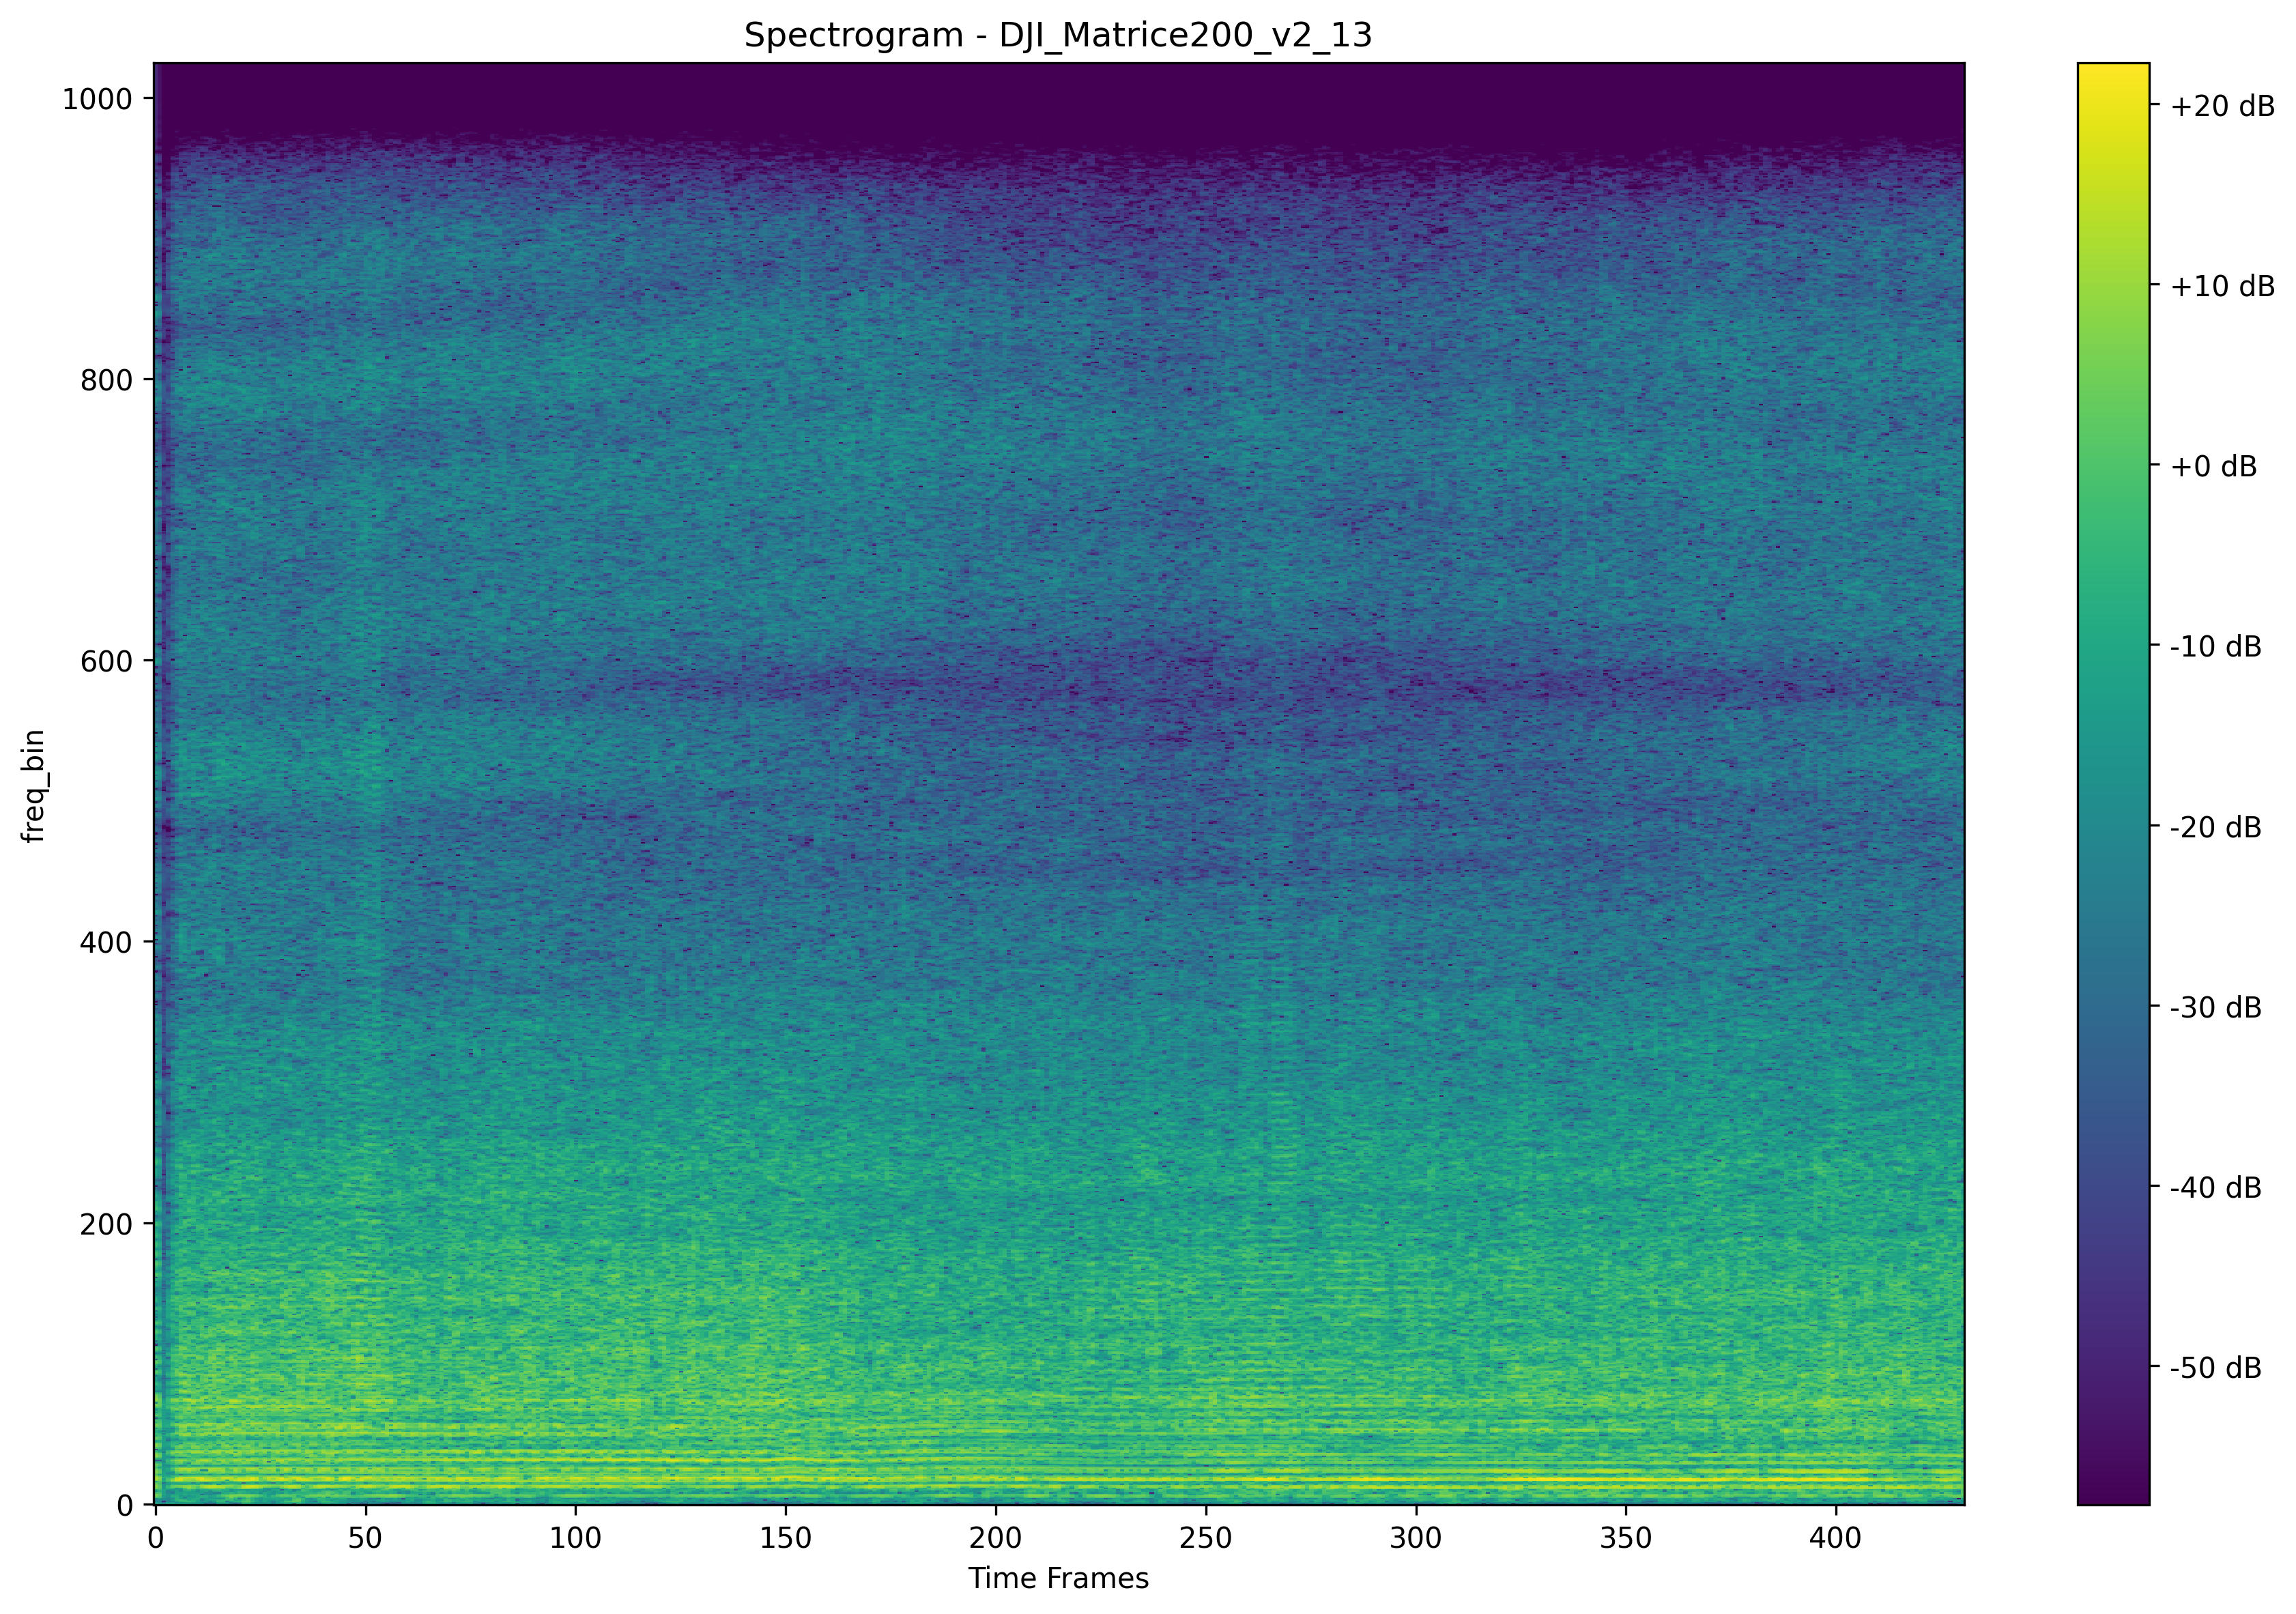 Spectrogram - DJI_Matrice200_v2_13
1000
800
600
400
200
0
freq_bin
0 50 100 150 200 250 300 350 400
Time Frames
+20 dB
+10 dB
+0 dB
-10 dB
-20 dB
-30 dB
-40 dB
-50 dB